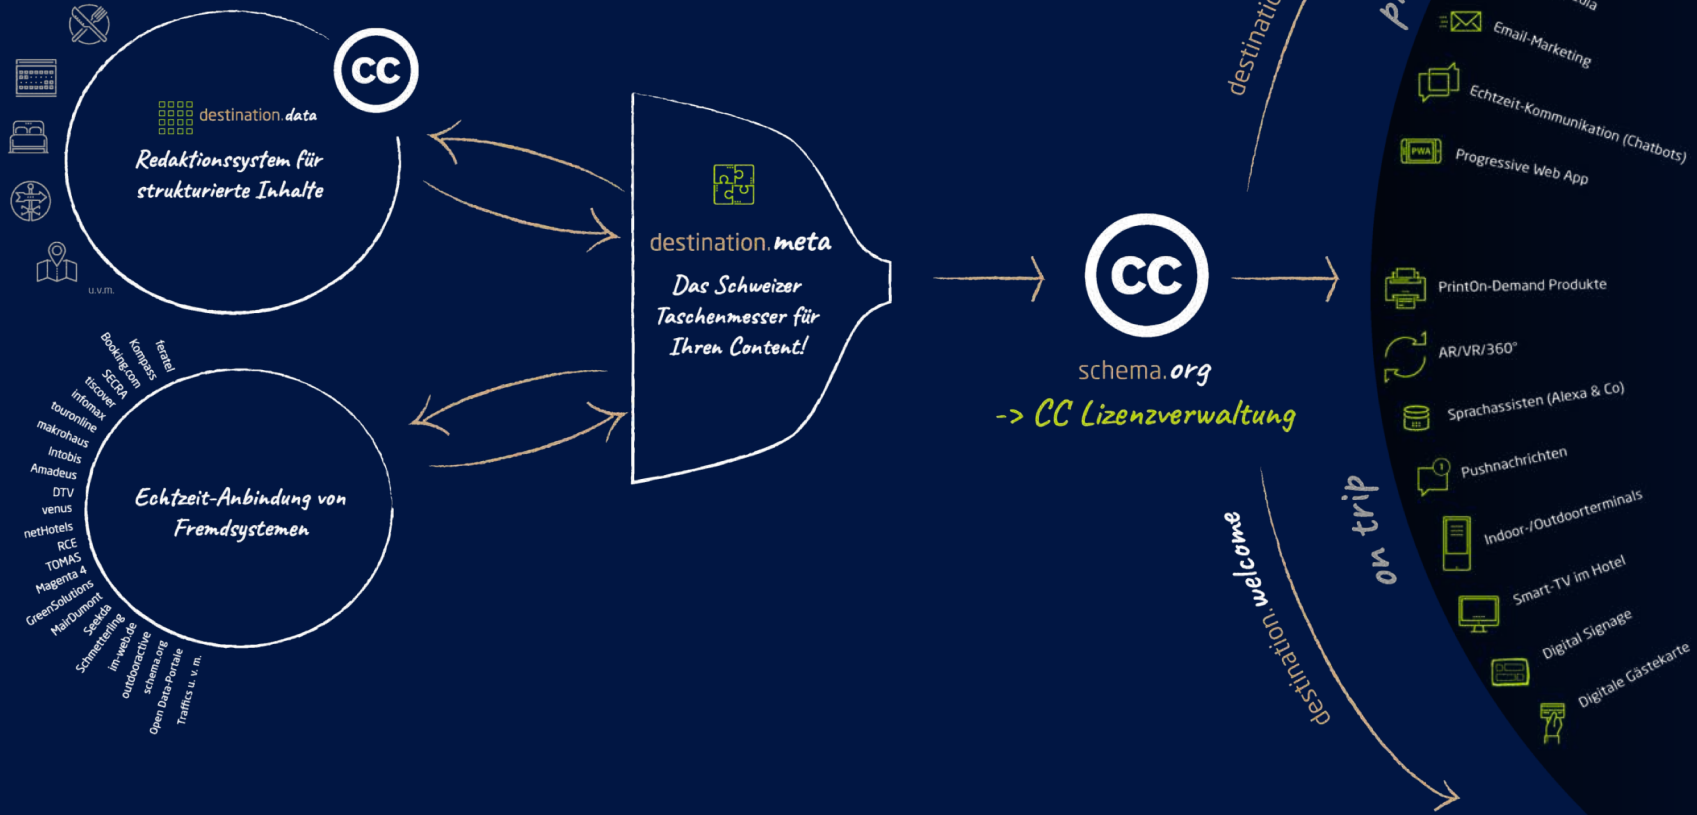 CC
destination.data
Redaktionssystem für
strukturierte Inhalte
u.v.m.
feratel
Kompass
Booking.com
SECRA
tiscover
infomax
touronline
makrohaus
Intobis
Amadeus
DTV
venus
netHotels
RCE
TOMAS
Magenta 4
GreenSolutions
MairDumont
Seekda
Schmetterling
im-web.de
outdooractive
schema.org
Open Data-Portale
Traffics u. v. m.
Echtzeit-Anbindung von
Fremdsystemen
destination.meta
Das Schweizer
Taschenmesser für
Ihren Content!
CC
schema.org
-> CC Lizenzverwaltung
destination.welcome
on trip
Email-Marketing
Echtzeit-Kommunikation (Chatbots)
PWA
Progressive Web App
PrintOn-Demand Produkte
AR/VR/360°
Sprachassisten (Alexa & Co)
1
Pushnachrichten
Indoor-/Outdoorterminals
Smart-TV im Hotel
Digital Signage
Digitale Gästekarte